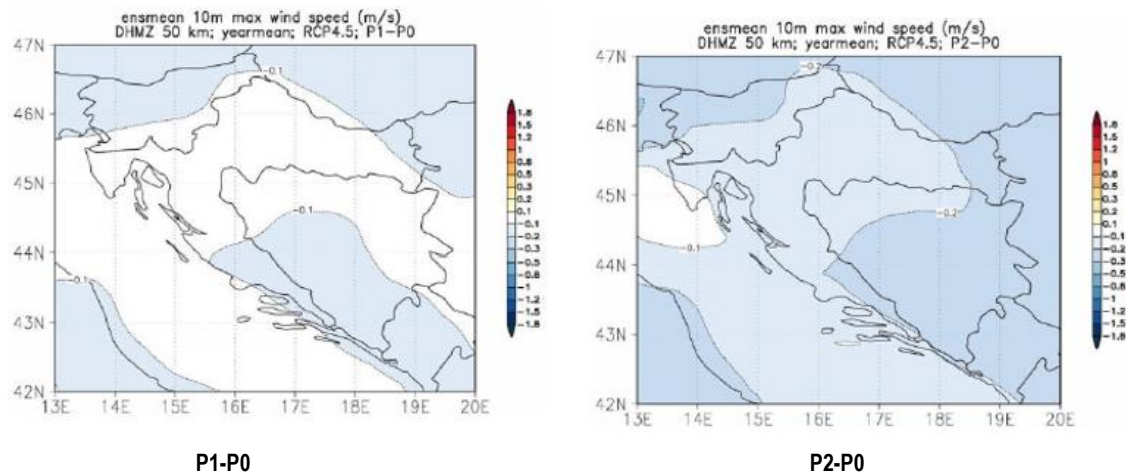 ensmean 10m max wind speed (m/s)
DHMZ 50 km; yearmean; RCP4.5; P1-P0
47N
46N
45N
44N
43N
42N
13E 14E 15E 16E 17E 18E 19E 20E
-0.1
-0.1
-0.1
1.8
1.5
1.2
1
0.8
0.5
0.3
0.2
0.1
-0.1
-0.2
-0.3
-0.5
-0.8
-1
-1.2
-1.5
-1.8
P1-P0
ensmean 10m max wind speed (m/s)
DHMZ 50 km; yearmean; RCP4.5; P2-P0
47N
46N
45N
44N
43N
42N
13E 14E 15E 16E 17E 18E 19E 20E
-0.2
-0.2
-0.1
1.8
1.5
1.2
1
0.8
0.5
0.3
0.2
0.1
-0.1
-0.2
-0.3
-0.5
-0.8
-1
-1.2
-1.5
-1.8
P2-P0